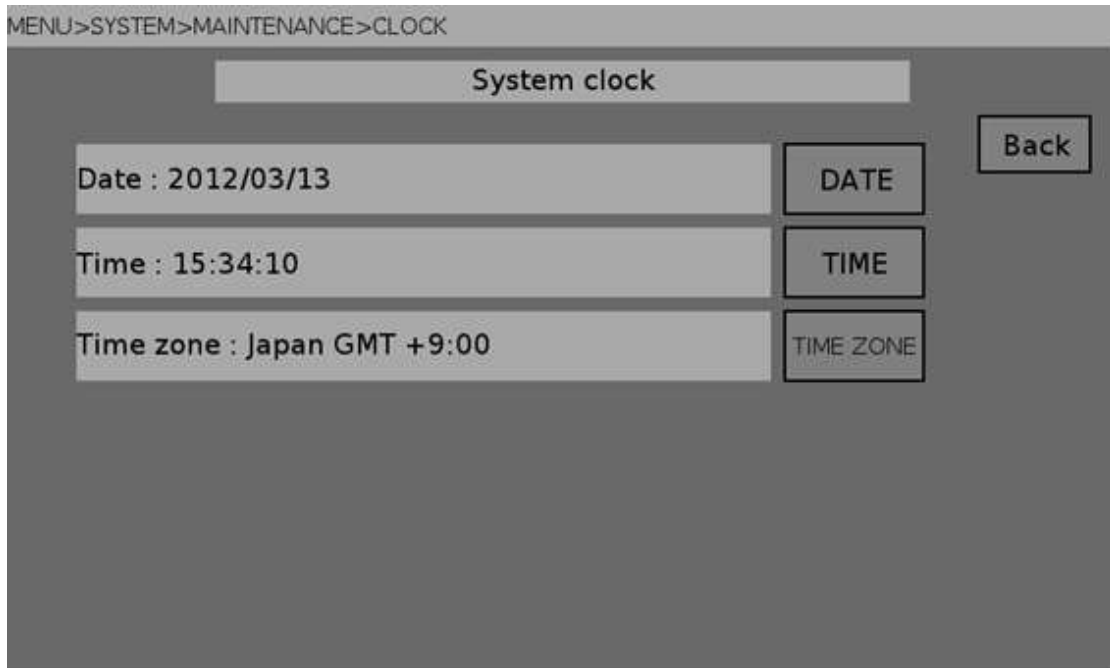 MENU>SYSTEM>MAINTENANCE>CLOCK
System clock
Back
Date : 2012/03/13
DATE
Time : 15:34:10
TIME
Time zone : Japan GMT +9:00
TIME ZONE